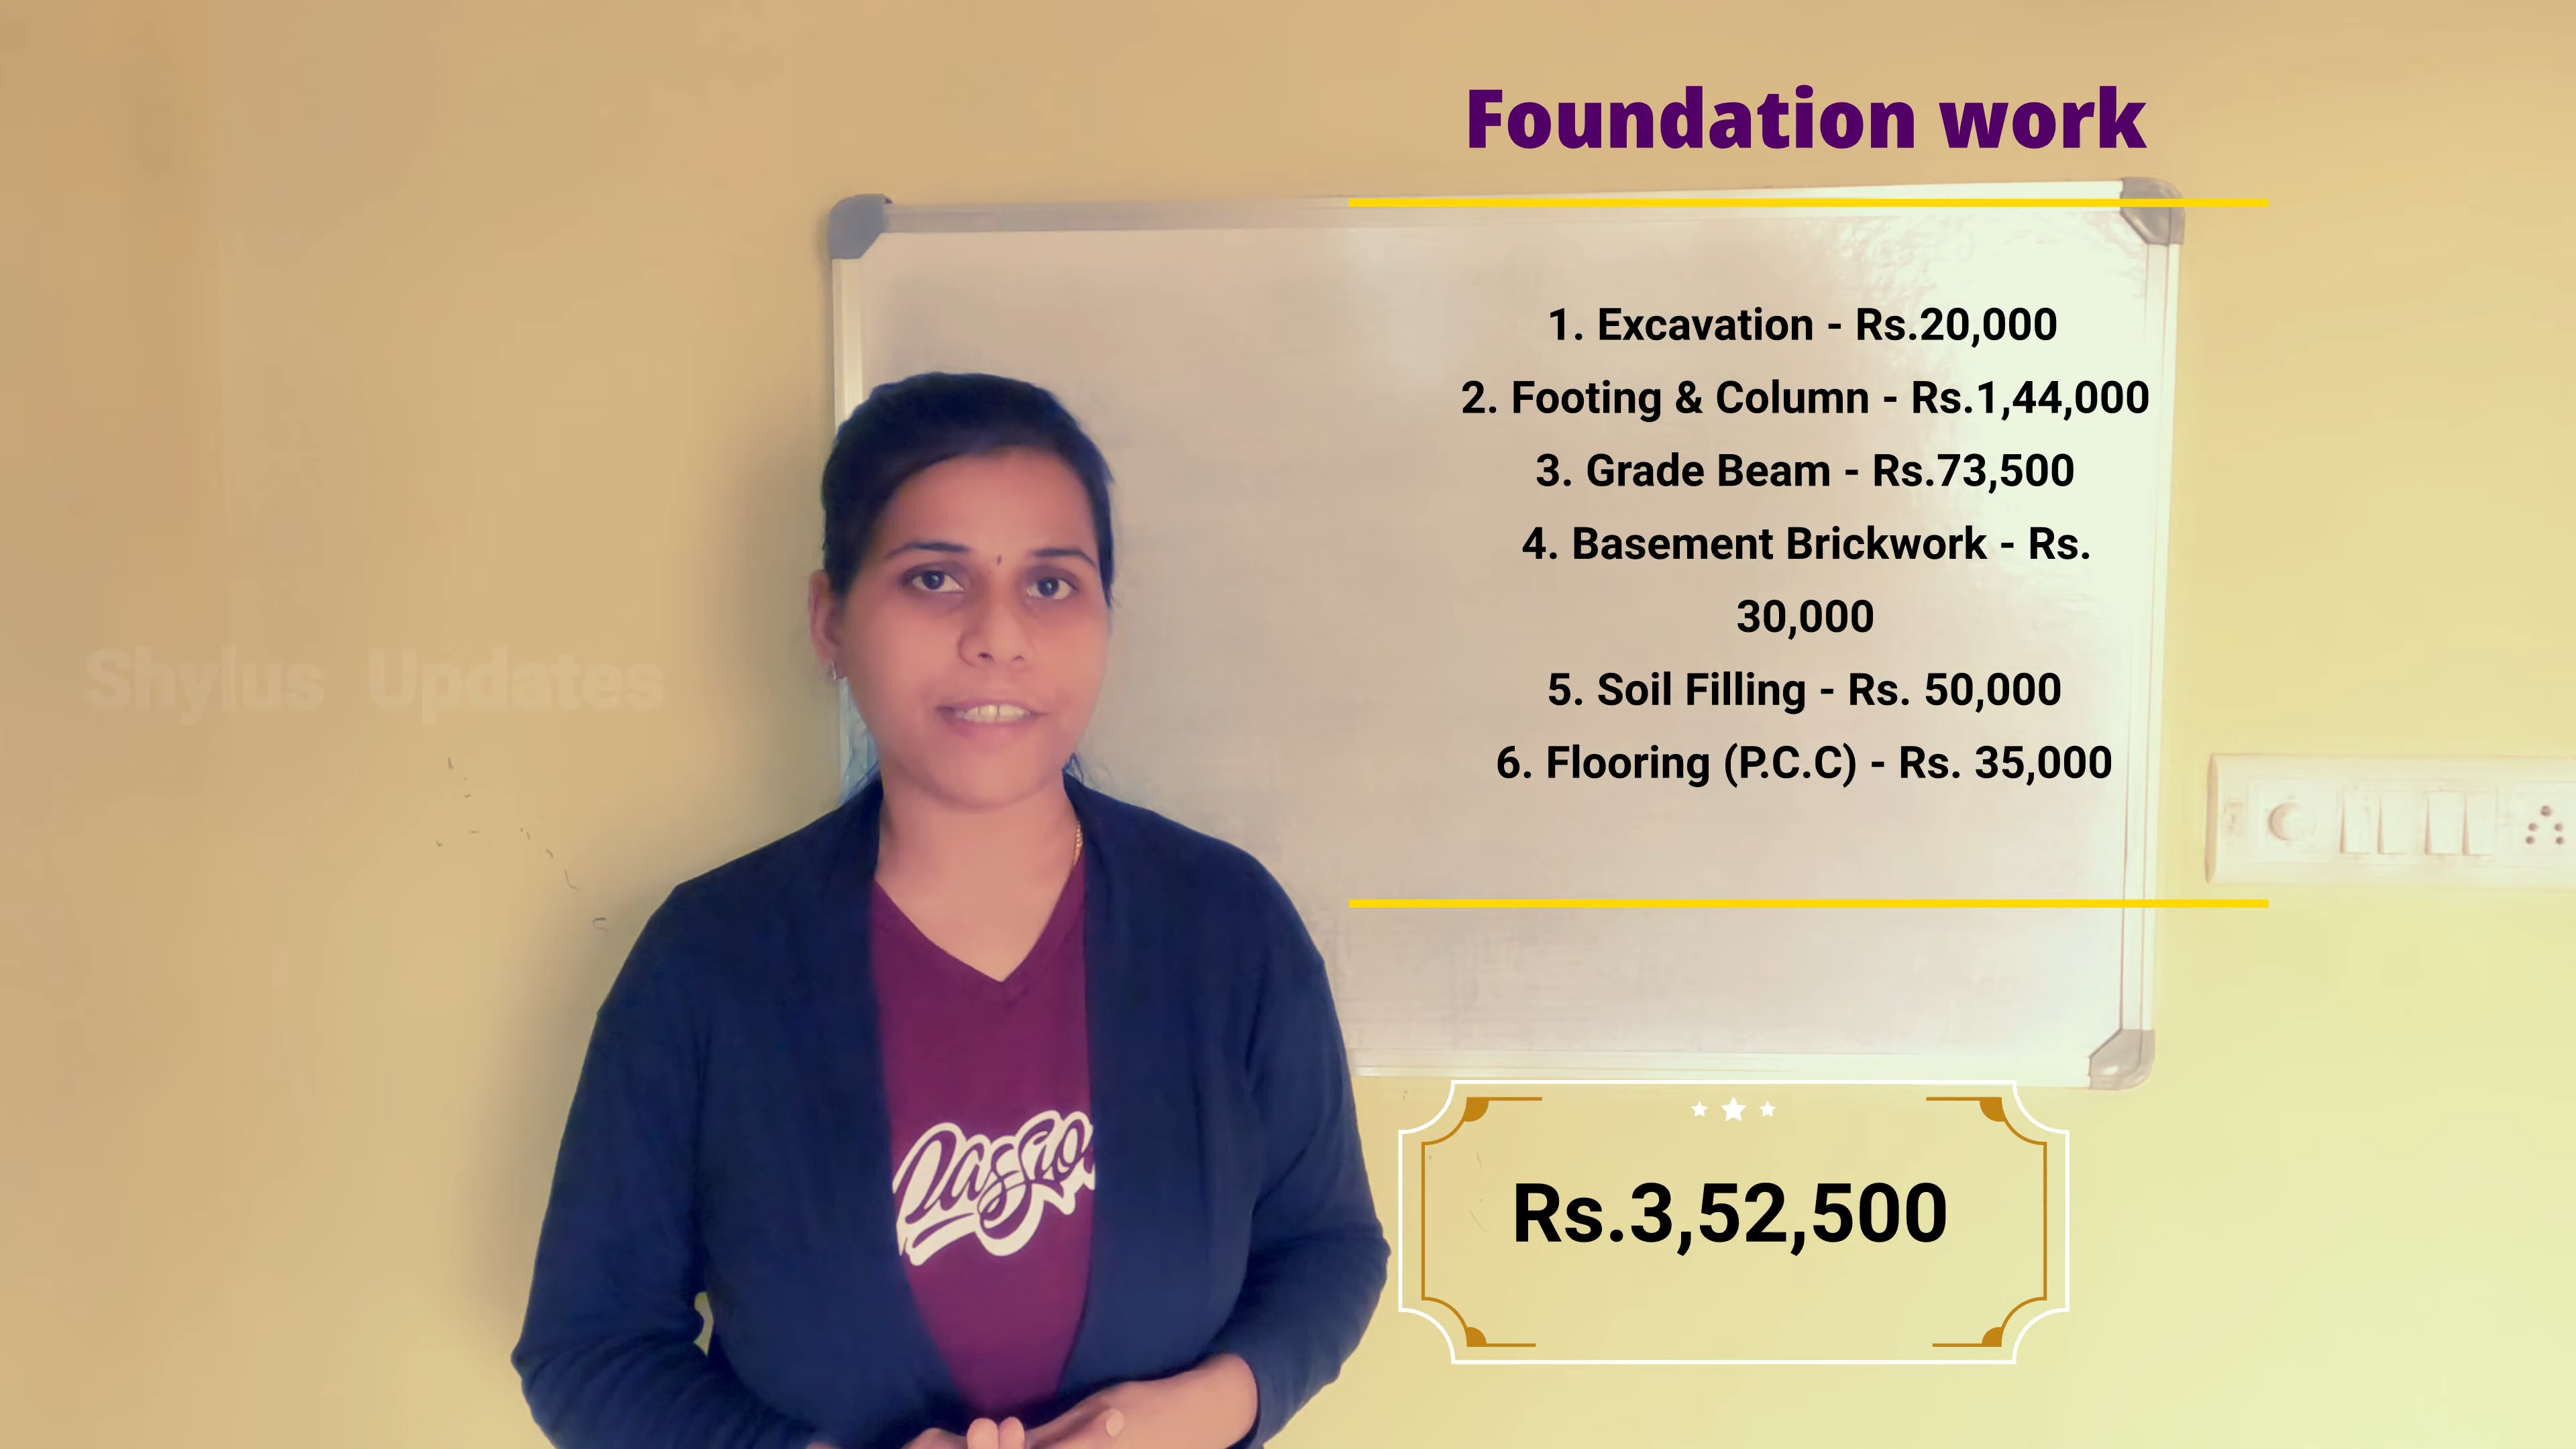 Foundation work
1. Excavation - Rs.20,000
2. Footing & Column - Rs.1,44,000
3. Grade Beam - Rs.73,500
4. Basement Brickwork - Rs.
30,000
5. Soil Filling - Rs. 50,000
6. Flooring (P.C.C) - Rs. 35,000
Shylus Updates
Rs.3,52,500